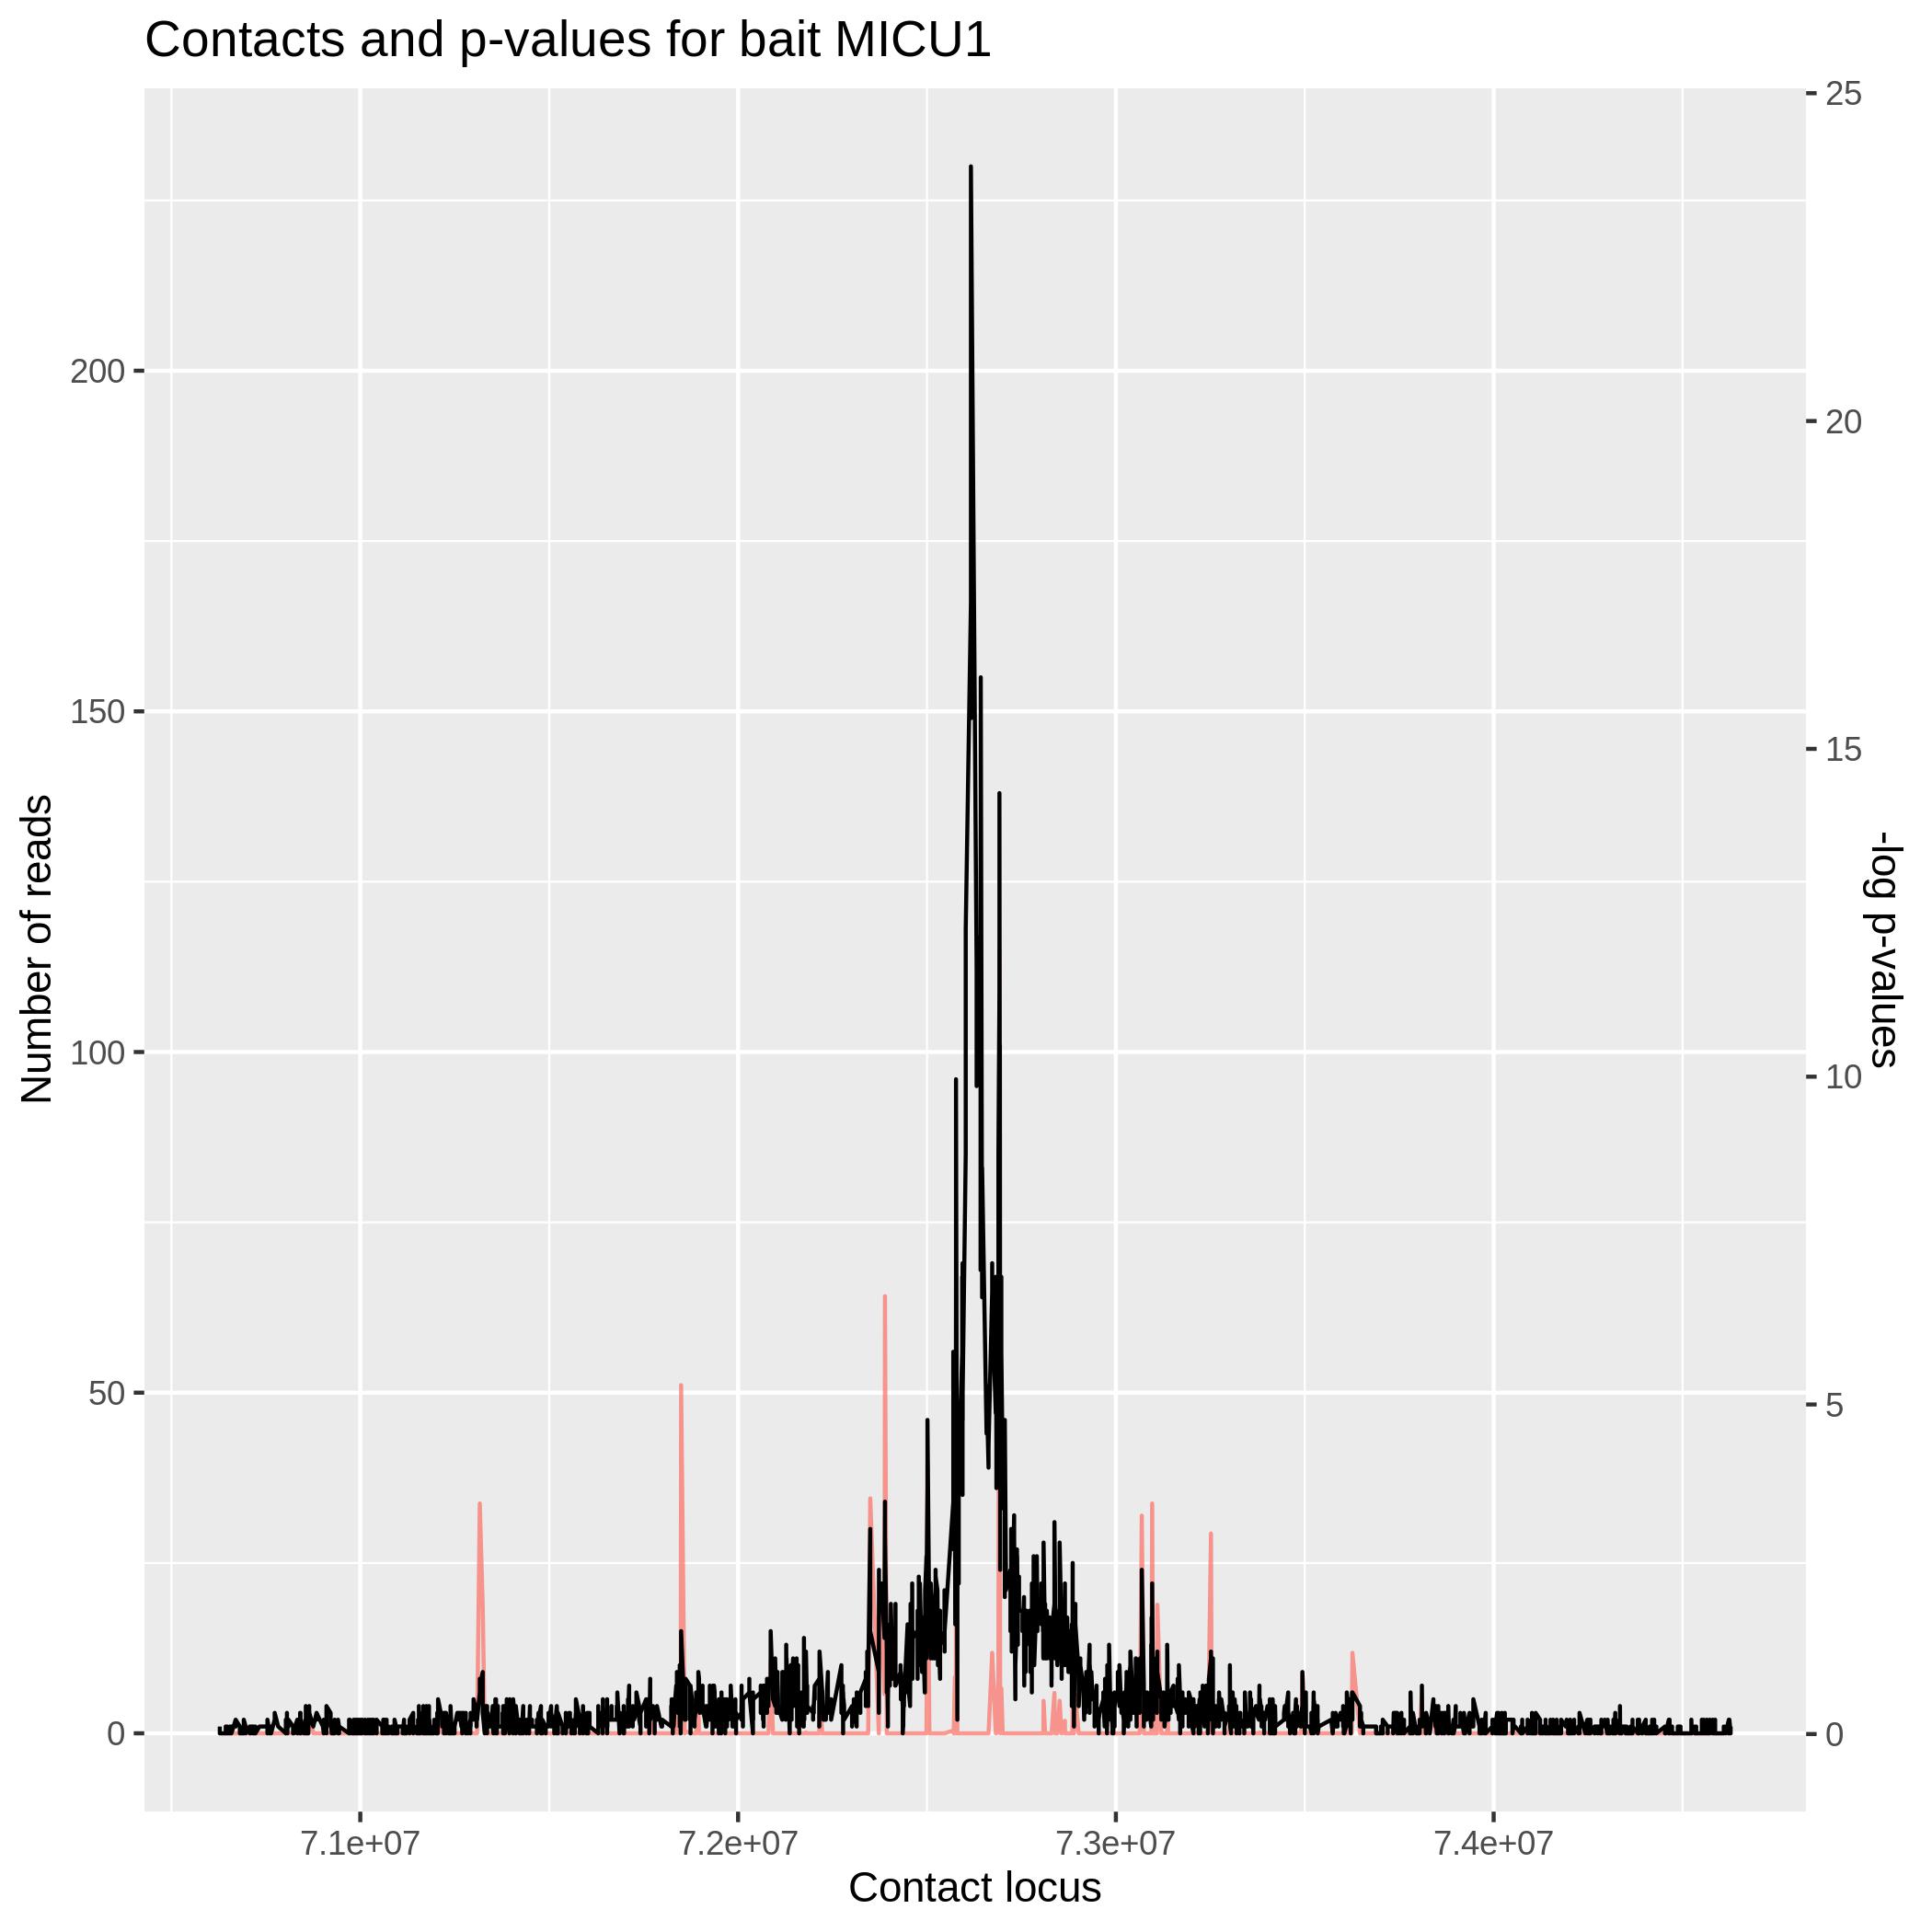 Contacts and p-values for bait MICU1
Number of reads
200
150
100
50
0
25
20
15
10
5
0
-log p-values
7.1e+07 7.2e+07 7.3e+07 7.4e+07
Contact locus